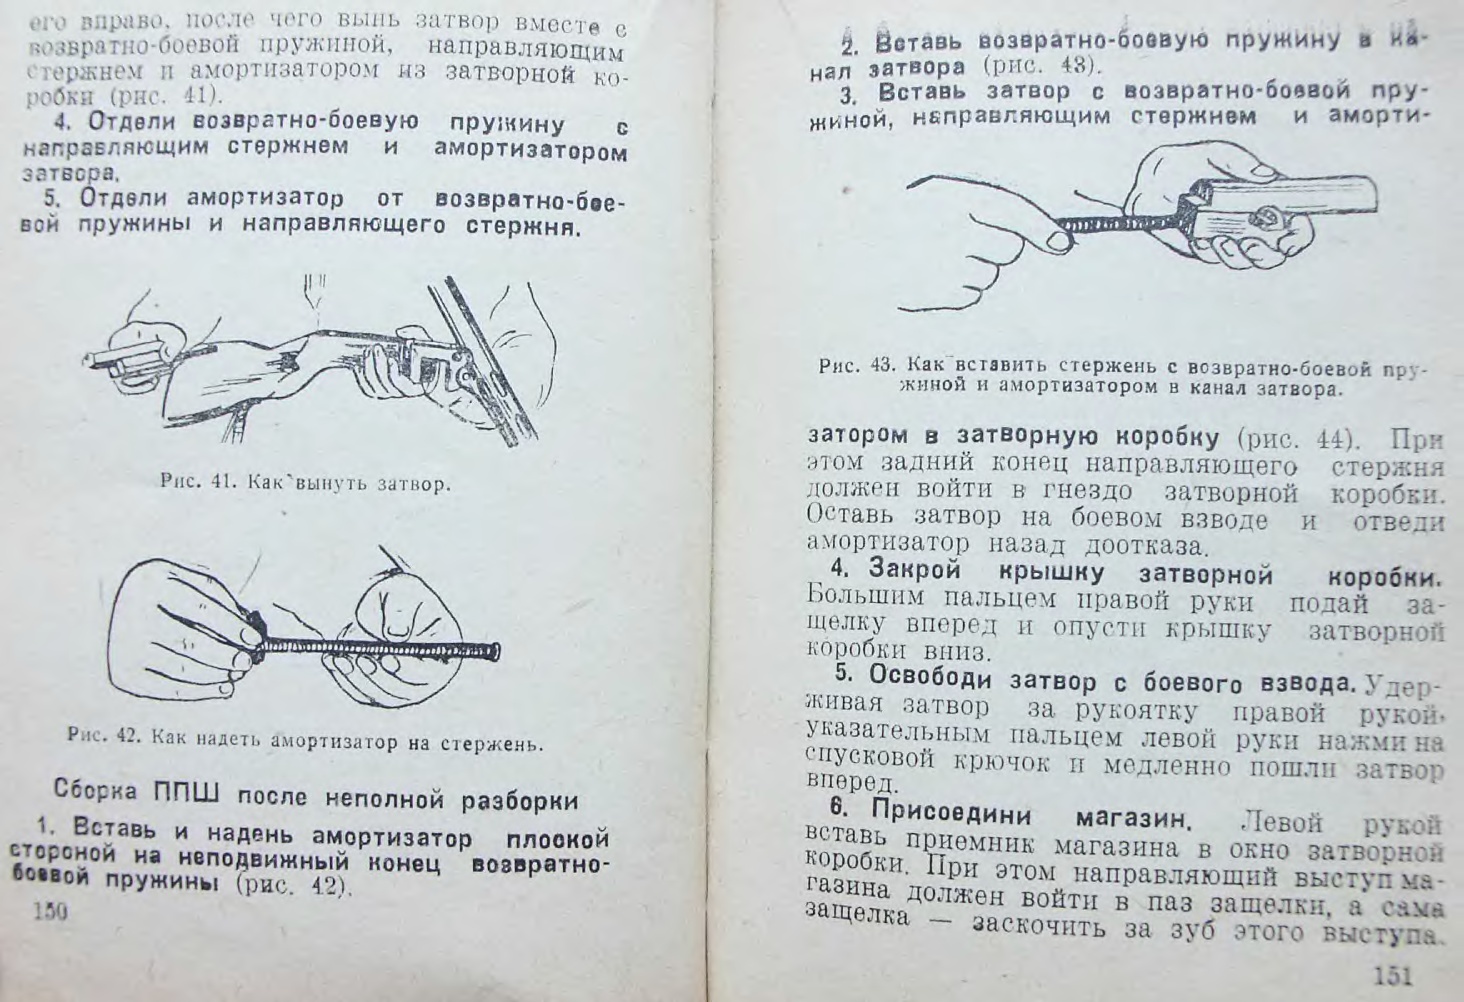 его вправо, после чего вынь затвор вместе с
возвратно-боевой пружиной, направляющим
стержнем и амортизатором из затворной ко-
робки (рис. 41).
4. Отдели возвратно-боевую пружину с
направляющим стержнем и амортизатором
затвора.
5. Отдели амортизатор от возвратно-бое-
вой пружины и направляющего стержня.
Рис. 41. Как вынуть затвор.
Рис. 42. Как надеть амортизатор на стержень.
Сборка ППШ после неполной разборки
1. Вставь и надень амортизатор плоской
стороной на неподвижный конец возвратно-
боевой пружины (рис. 42).
150
2. Вставь возвратно-боевую пружину в ка-
нал затвора (рис. 43).
3. Вставь затвор с возвратно-боевой пру-
жиной, направляющим стержнем и аморти-
Рис. 43. Как вставить стержень с возвратно-боевой пру-
жиной и амортизатором в канал затвора.
затором в затворную коробку (рис. 44). При
этом задний конец направляющего стержня
должен войти в гнездо затворной коробки.
Оставь затвор на боевом взводе и отведи
амортизатор назад доотказа.
4. Закрой крышку затворной коробки.
Большим пальцем правой руки подай за-
щелку вперед и опусти крышку затворной
коробки вниз.
5. Освободи затвор с боевого взвода. Удер-
живая затвор за рукоятку правой рукой,
указательным пальцем левой руки нажми на
спусковой крючок и медленно пошли затвор
вперед.
6. Присоедини магазин. Левой рукой
вставь приемник магазина в окно затворной
коробки. При этом направляющий выступ ма-
газина должен войти в паз защелки, а сама
защелка — заскочить за зуб этого выступа.
151